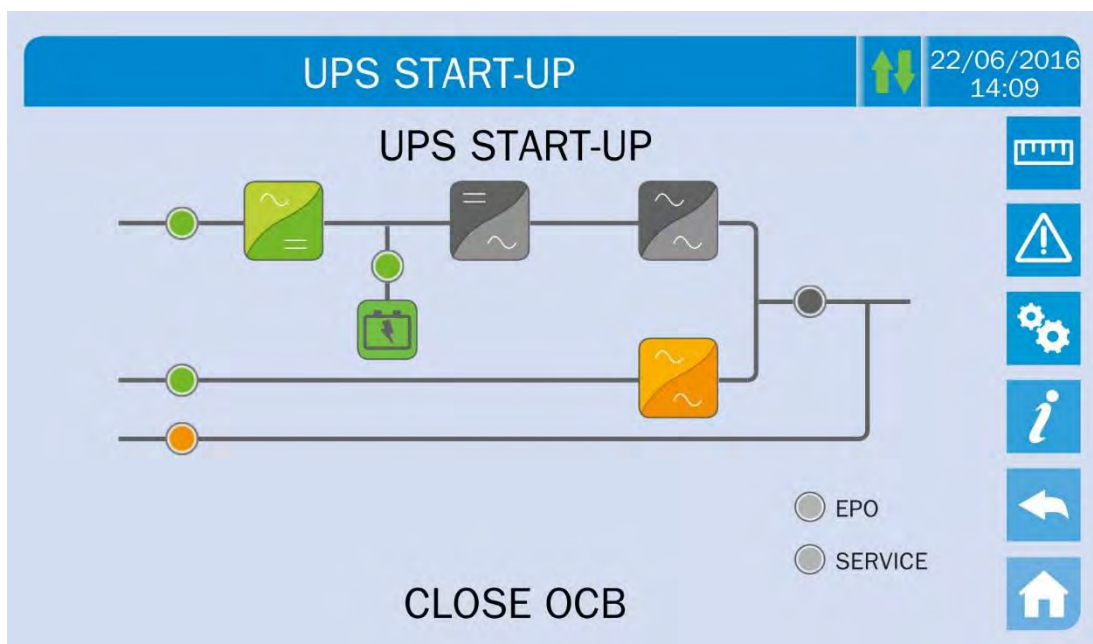 UPS START-UP
22/06/2016
14:09
UPS START-UP
i
EPO
SERVICE
CLOSE OCB